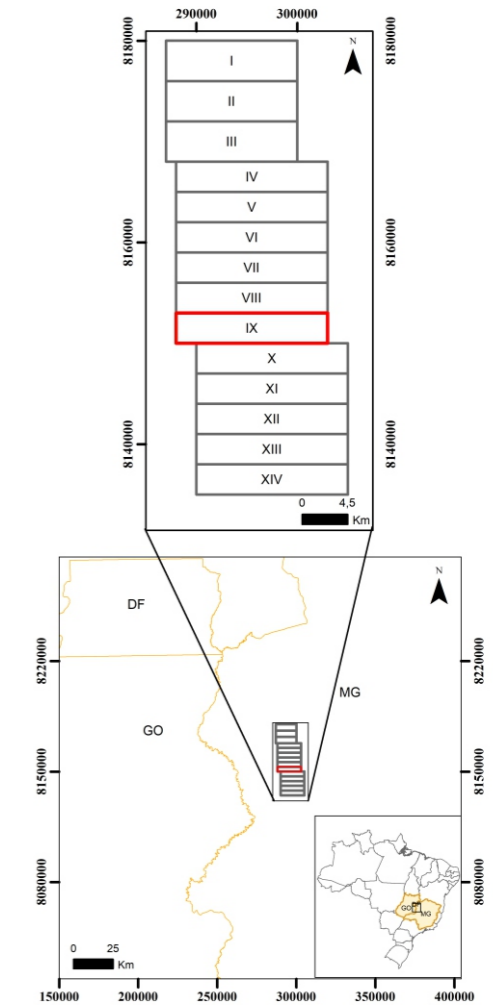 290000 300000
8180000 8180000
N
I
II
III
IV
V
VI
VII
VIII
IX
X
XI
XII
XIII
XIV
8160000 8160000
8140000 8140000
0 4,5
Km
N
DF
MG
GO
8220000 8220000
8150000 8150000
8080000 8080000
GO MG
0 25
Km
150000 200000 250000 300000 350000 400000